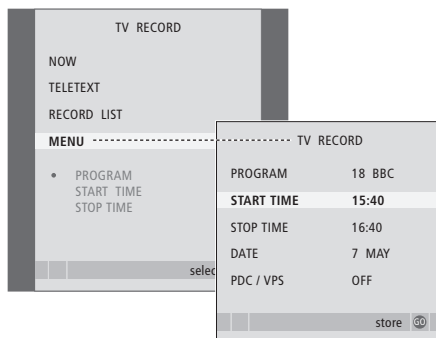 TV RECORD
NOW
TELETEXT
RECORD LIST
MENU
• PROGRAM
START TIME
STOP TIME
selec
TV RECORD
PROGRAM 18 BBC
START TIME 15:40
STOP TIME 16:40
DATE 7 MAY
PDC / VPS OFF
store GO